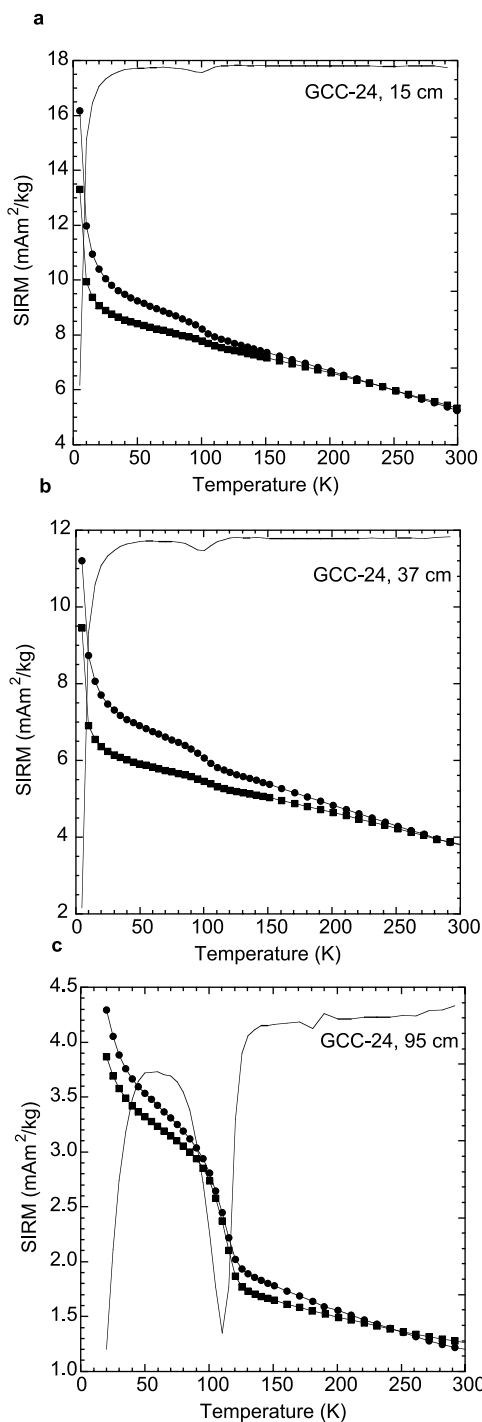 a
18
16
14
12
10
8
6
4
SIRM (mAm²/kg)
GCC-24, 15 cm
0 50 100 150 200 250 300
Temperature (K)
b
12
10
8
6
4
2
SIRM (mAm²/kg)
GCC-24, 37 cm
0 50 100 150 200 250 300
Temperature (K)
c
4.5
4.0
3.5
3.0
2.5
2.0
1.5
1.0
SIRM (mAm²/kg)
GCC-24, 95 cm
0 50 100 150 200 250 300
Temperature (K)